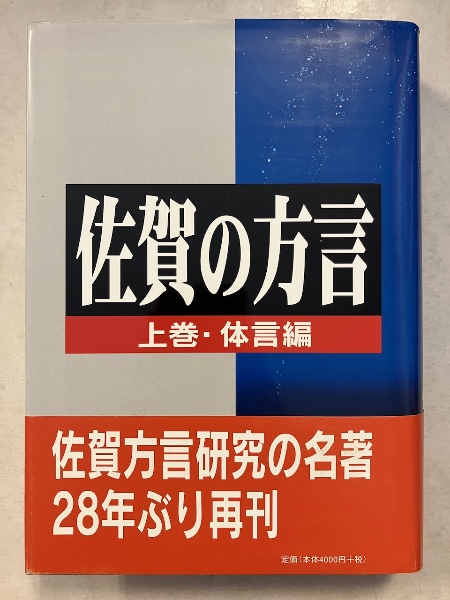 佐賀の方言
上巻・体言編
佐賀方言研究の名著
28年ぶり再刊
定価（本体4000円＋税）